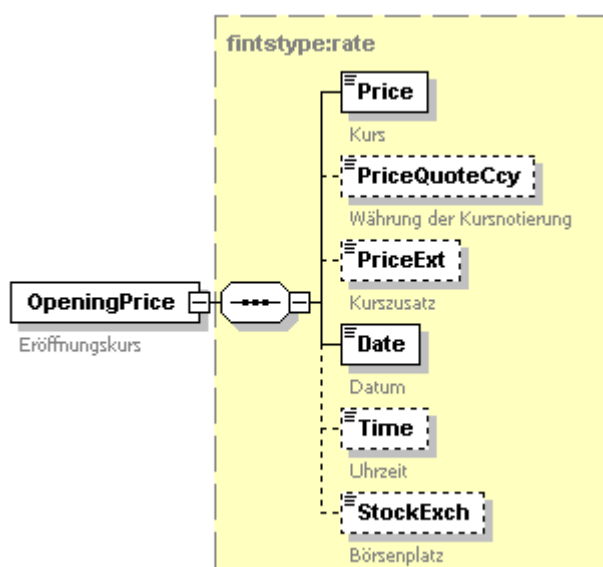 fintstype:rate
Price
Kurs
PriceQuoteCcy
Währung der Kursnotierung
PriceExt
Kurszusatz
OpeningPrice
Eröffnungskurs
Date
Datum
Time
Uhrzeit
StockExch
Börsenplatz